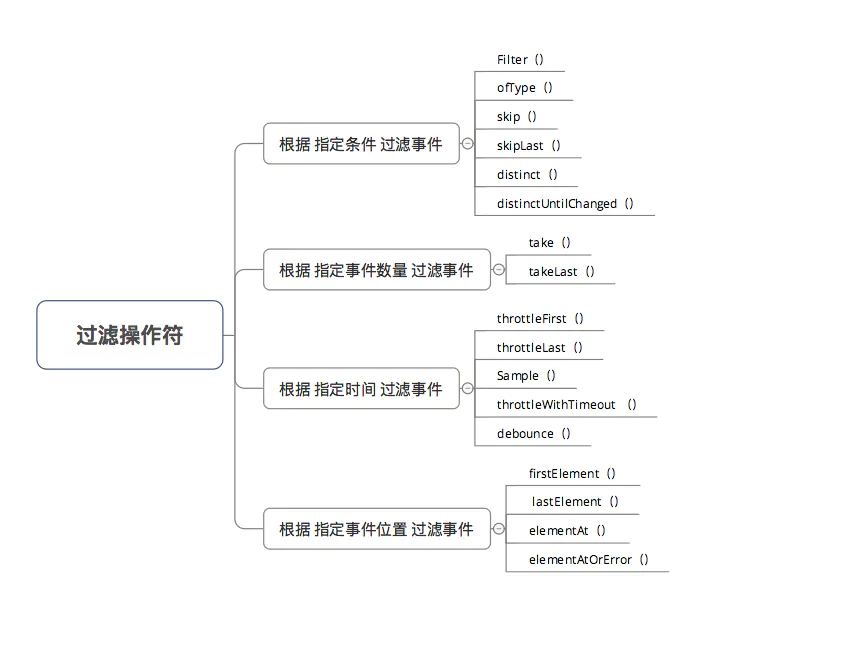 过滤操作符
根据 指定条件 过滤事件
Filter（）
ofType（）
skip（）
skipLast（）
distinct（）
distinctUntilChanged（）
根据 指定事件数量 过滤事件
take（）
takeLast（）
根据 指定时间 过滤事件
throttleFirst（）
throttleLast（）
Sample（）
throttleWithTimeout （）
debounce（）
根据 指定事件位置 过滤事件
firstElement（）
lastElement（）
elementAt（）
elementAtOrError（）